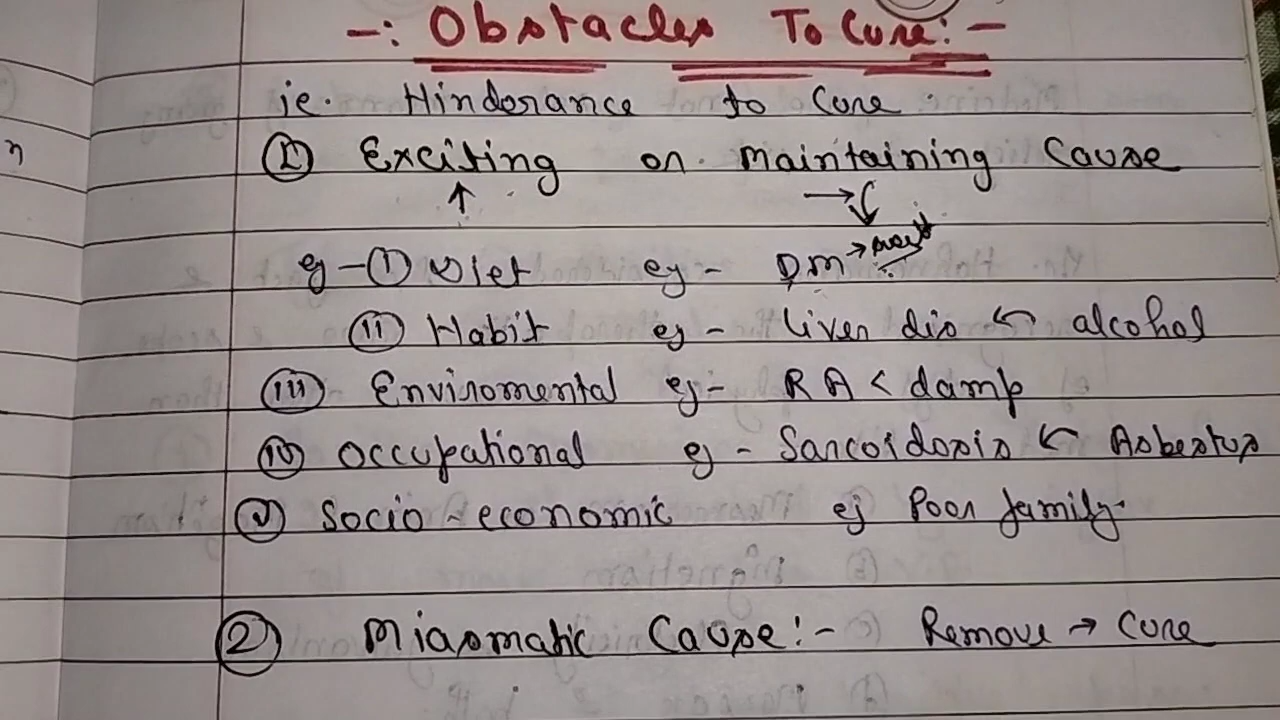 -: Obstacles To Cure:-
ie. Hinderance to Cure.
① Exciting or maintaining Cause
↑ → ↓
eg - (i) Diet eg - DM →
(ii) Habit eg - liver dis ← alcohol
(iii) Enviromental eg - RA < damp
(iv) Occupational eg - Sarcoidosis ← Asbestus
(v) Socio-economic eg Poor family.
② Miasmatic Cause:- Remove → Cure